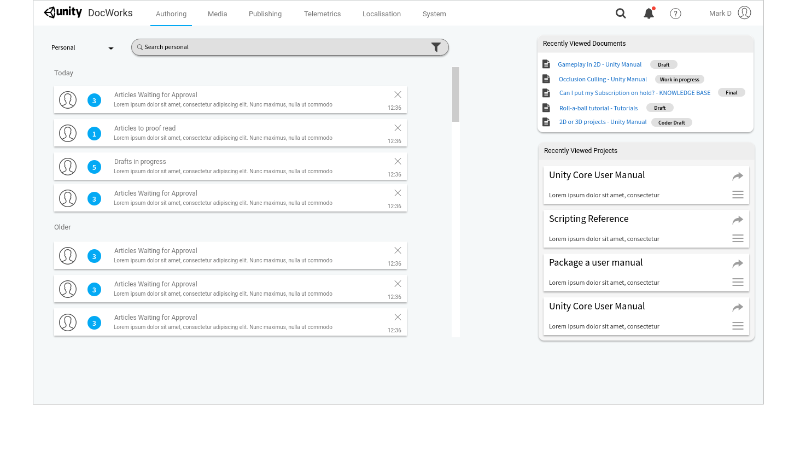 unity DocWorks Authoring Media Publishing Telemetrics Localisation System Mark D
Personal
Search personal
Today
3 Articles Waiting for Approval
Lorem ipsum dolor sit amet, consectetur adipiscing elit. Nunc maximus, nulla ut commodo 12:36
1 Articles to proof read
Lorem ipsum dolor sit amet, consectetur adipiscing elit. Nunc maximus, nulla ut commodo 12:36
5 Drafts in progress
Lorem ipsum dolor sit amet, consectetur adipiscing elit. Nunc maximus, nulla ut commodo 12:36
3 Articles Waiting for Approval
Lorem ipsum dolor sit amet, consectetur adipiscing elit. Nunc maximus, nulla ut commodo 12:36
Older
3 Articles Waiting for Approval
Lorem ipsum dolor sit amet, consectetur adipiscing elit. Nunc maximus, nulla ut commodo 12:36
3 Articles Waiting for Approval
Lorem ipsum dolor sit amet, consectetur adipiscing elit. Nunc maximus, nulla ut commodo 12:36
3 Articles Waiting for Approval
Lorem ipsum dolor sit amet, consectetur adipiscing elit. Nunc maximus, nulla ut commodo 12:36
Recently Viewed Documents
Gameplay in 2D - Unity Manual Draft
Occlusion Culling - Unity Manual Work in progress
Can I put my Subscription on hold? - KNOWLEDGE BASE Final
Roll-a-ball tutorial - Tutorials Draft
2D or 3D projects - Unity Manual Coder Draft
Recently Viewed Projects
Unity Core User Manual
Lorem ipsum dolor sit amet, consectetur
Scripting Reference
Lorem ipsum dolor sit amet, consectetur
Package a user manual
Lorem ipsum dolor sit amet, consectetur
Unity Core User Manual
Lorem ipsum dolor sit amet, consectetur